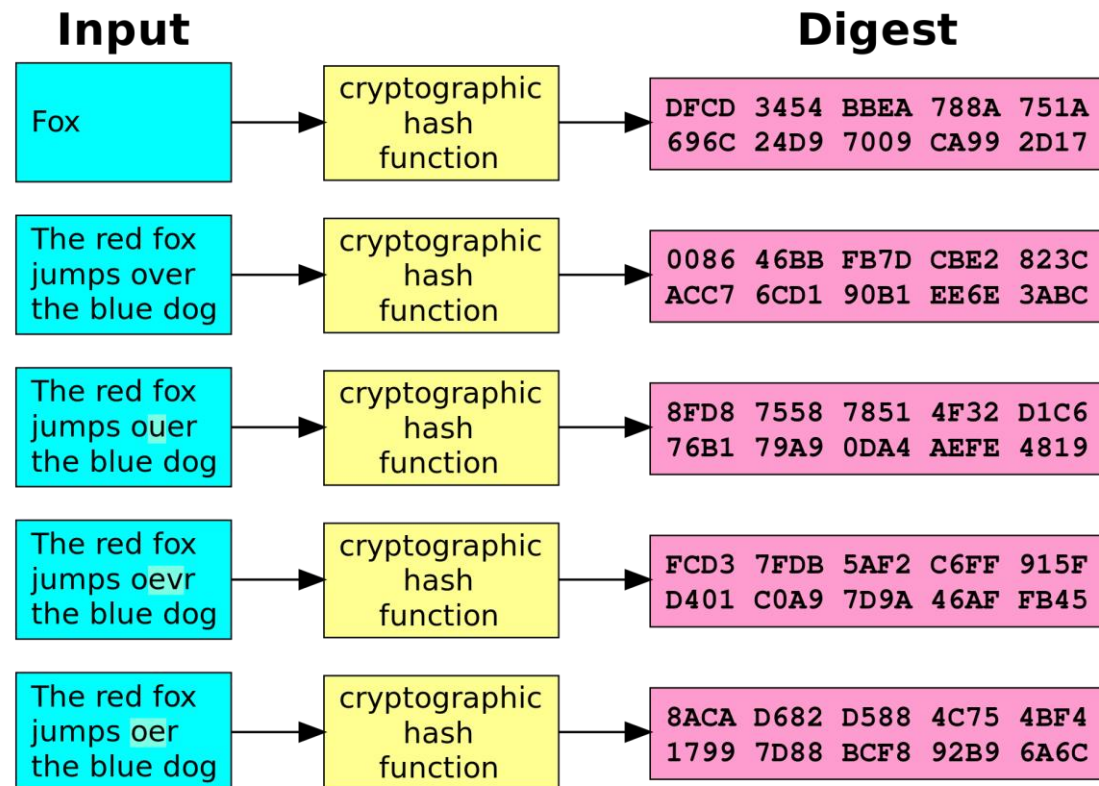 Input
Digest
Fox
cryptographic
hash
function
DFCD 3454 BBEA 788A 751A
696C 24D9 7009 CA99 2D17
The red fox
jumps over
the blue dog
cryptographic
hash
function
0086 46BB FB7D CBE2 823C
ACC7 6CD1 90B1 EE6E 3ABC
The red fox
jumps ouer
the blue dog
cryptographic
hash
function
8FD8 7558 7851 4F32 D1C6
76B1 79A9 0DA4 AEFE 4819
The red fox
jumps oevr
the blue dog
cryptographic
hash
function
FCD3 7FDB 5AF2 C6FF 915F
D401 C0A9 7D9A 46AF FB45
The red fox
jumps oer
the blue dog
cryptographic
hash
function
8ACA D682 D588 4C75 4BF4
1799 7D88 BCF8 92B9 6A6C